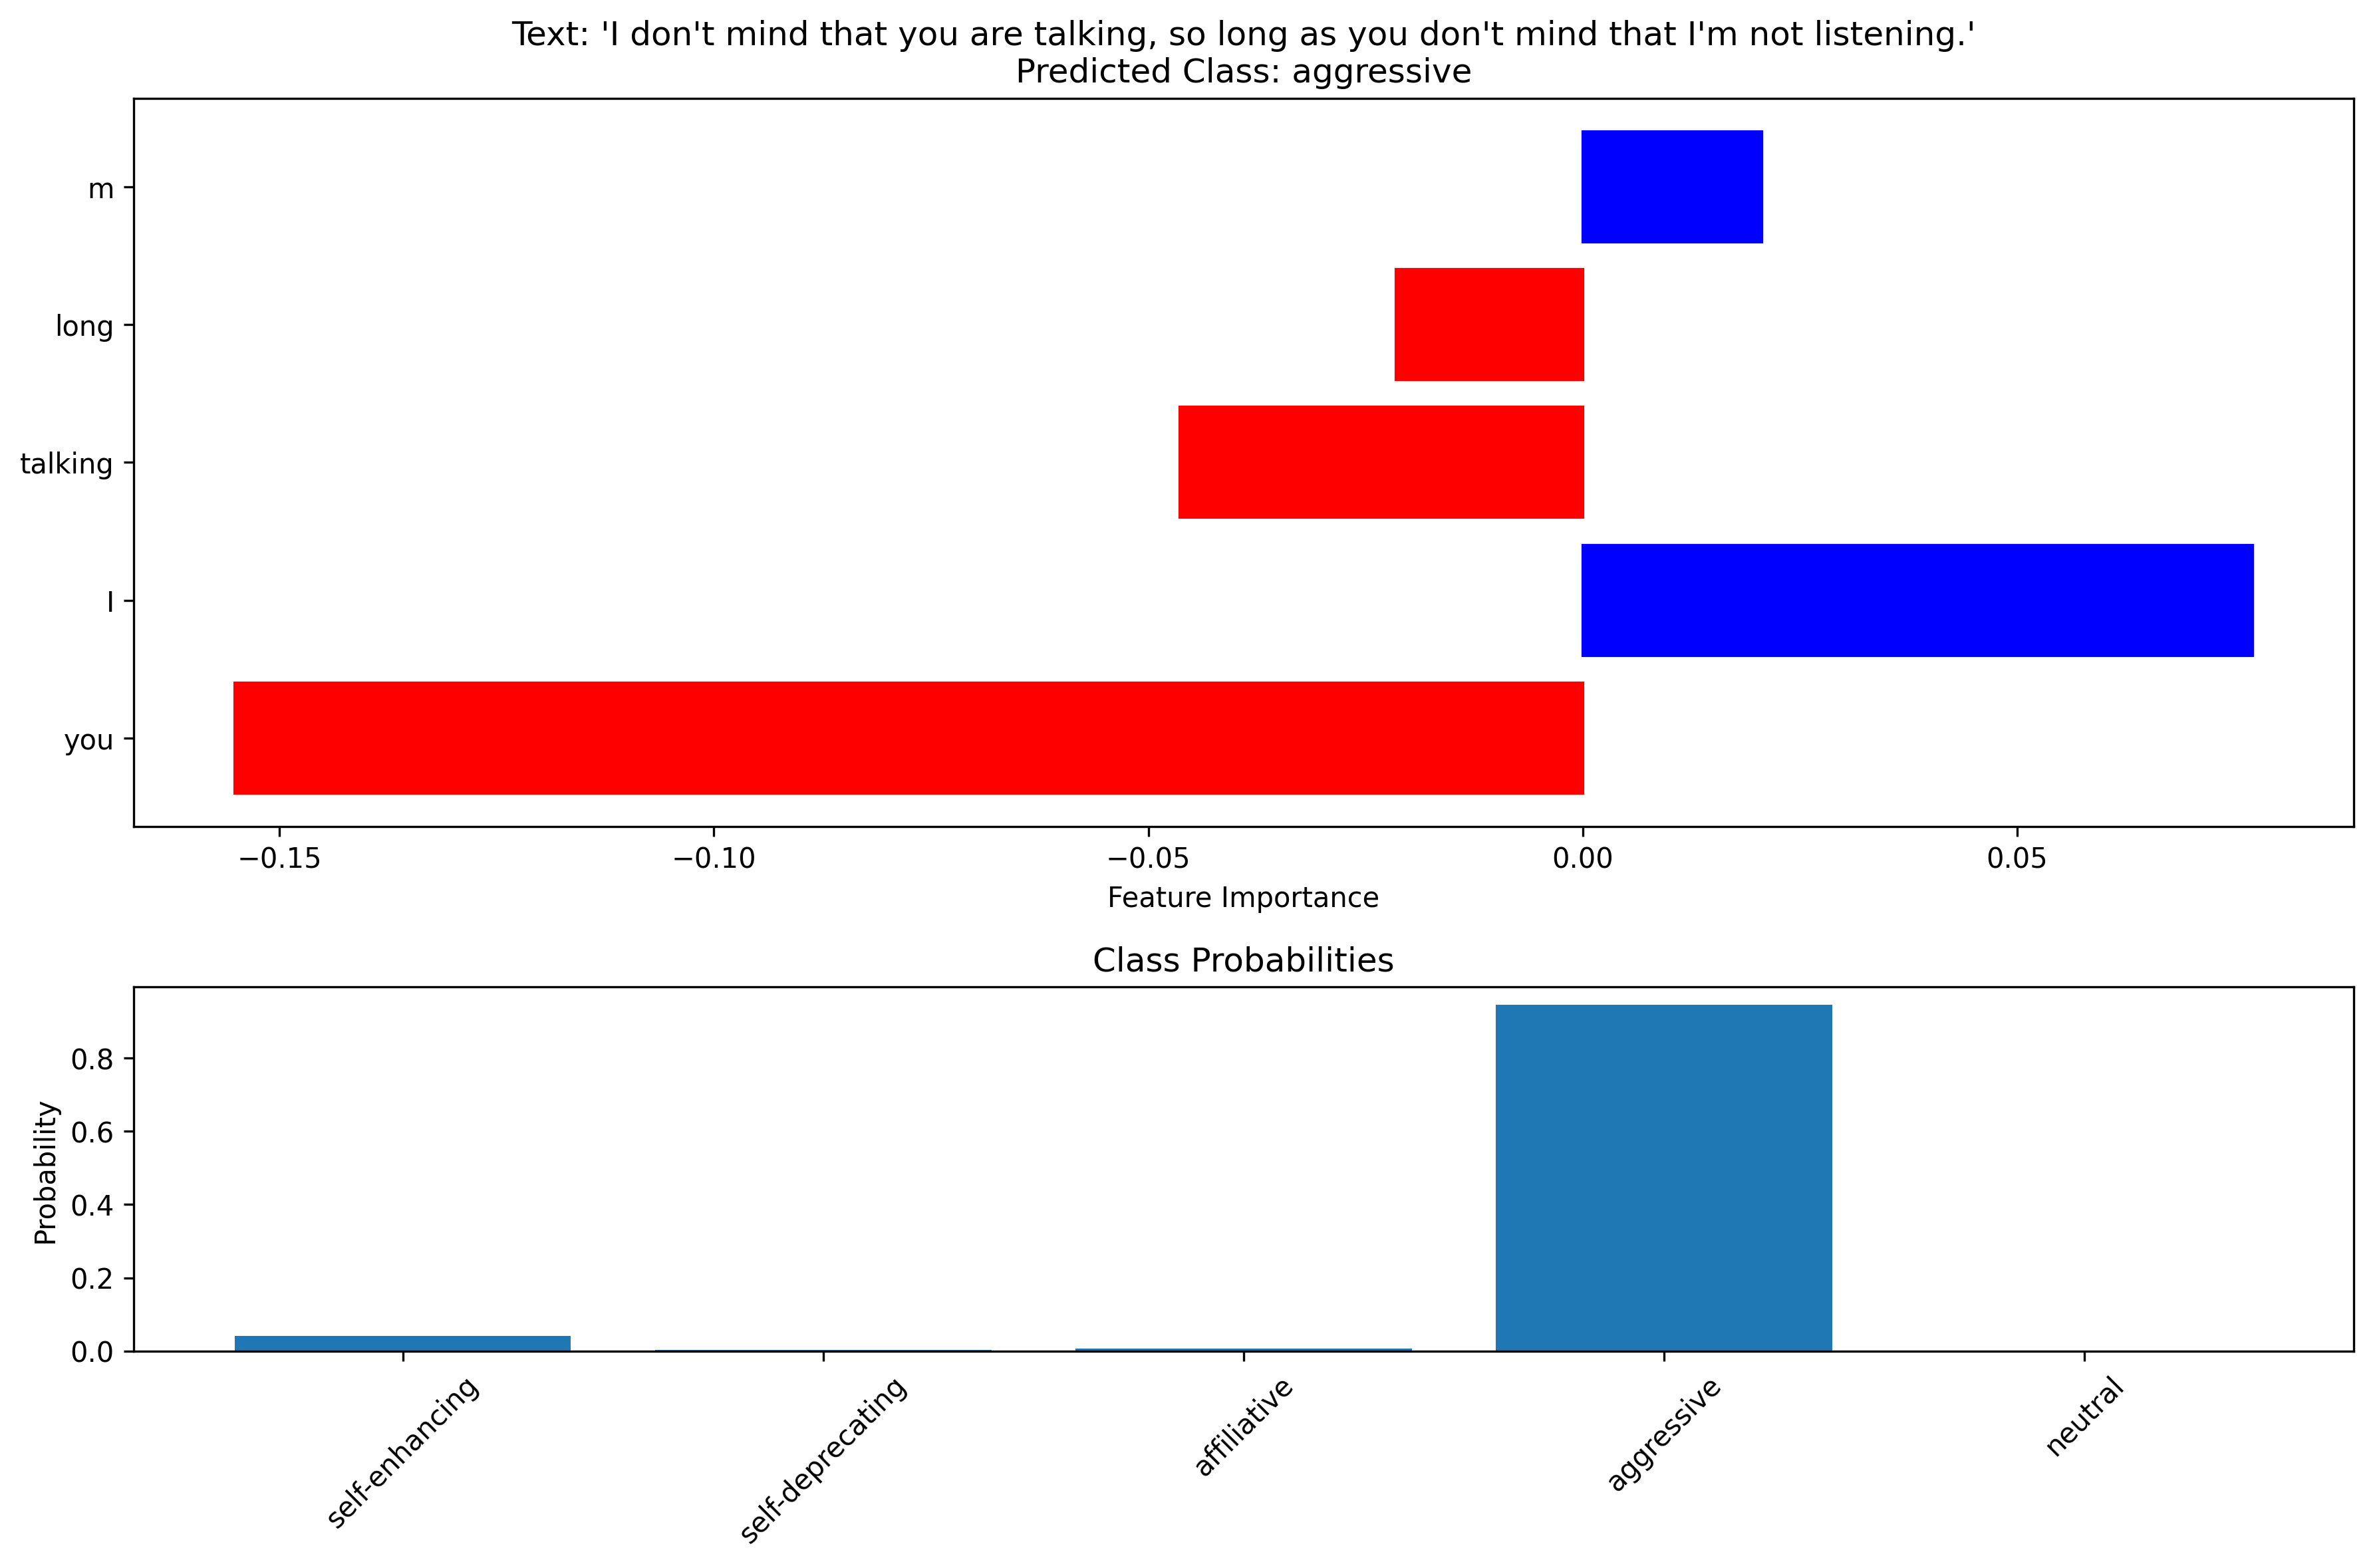 Text: 'I don't mind that you are talking, so long as you don't mind that I'm not listening.'
Predicted Class: aggressive
m
long
talking
I
you
−0.15
−0.10
−0.05
0.00
0.05
Feature Importance
Class Probabilities
Probability
0.8
0.6
0.4
0.2
0.0
self-enhancing
self-deprecating
affiliative
aggressive
neutral